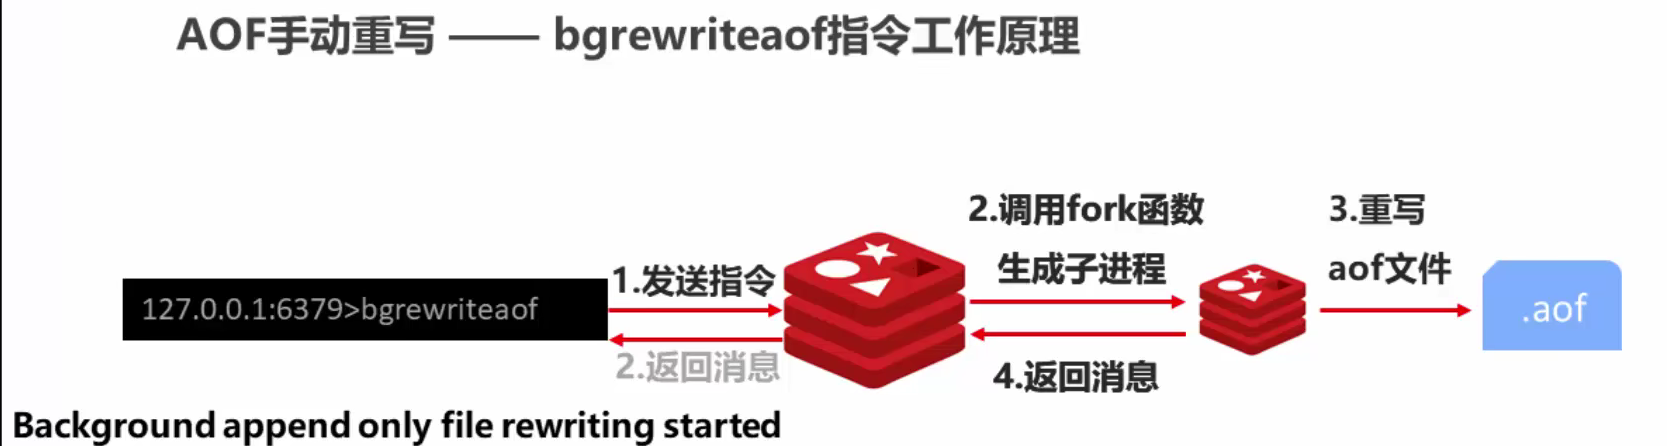 AOF手动重写 —— bgrewriteaof指令工作原理
2.调用fork函数
生成子进程
3.重写
aof文件
1.发送指令
127.0.0.1:6379>bgrewriteaof
.aof
2.返回消息
4.返回消息
Background append only file rewriting started